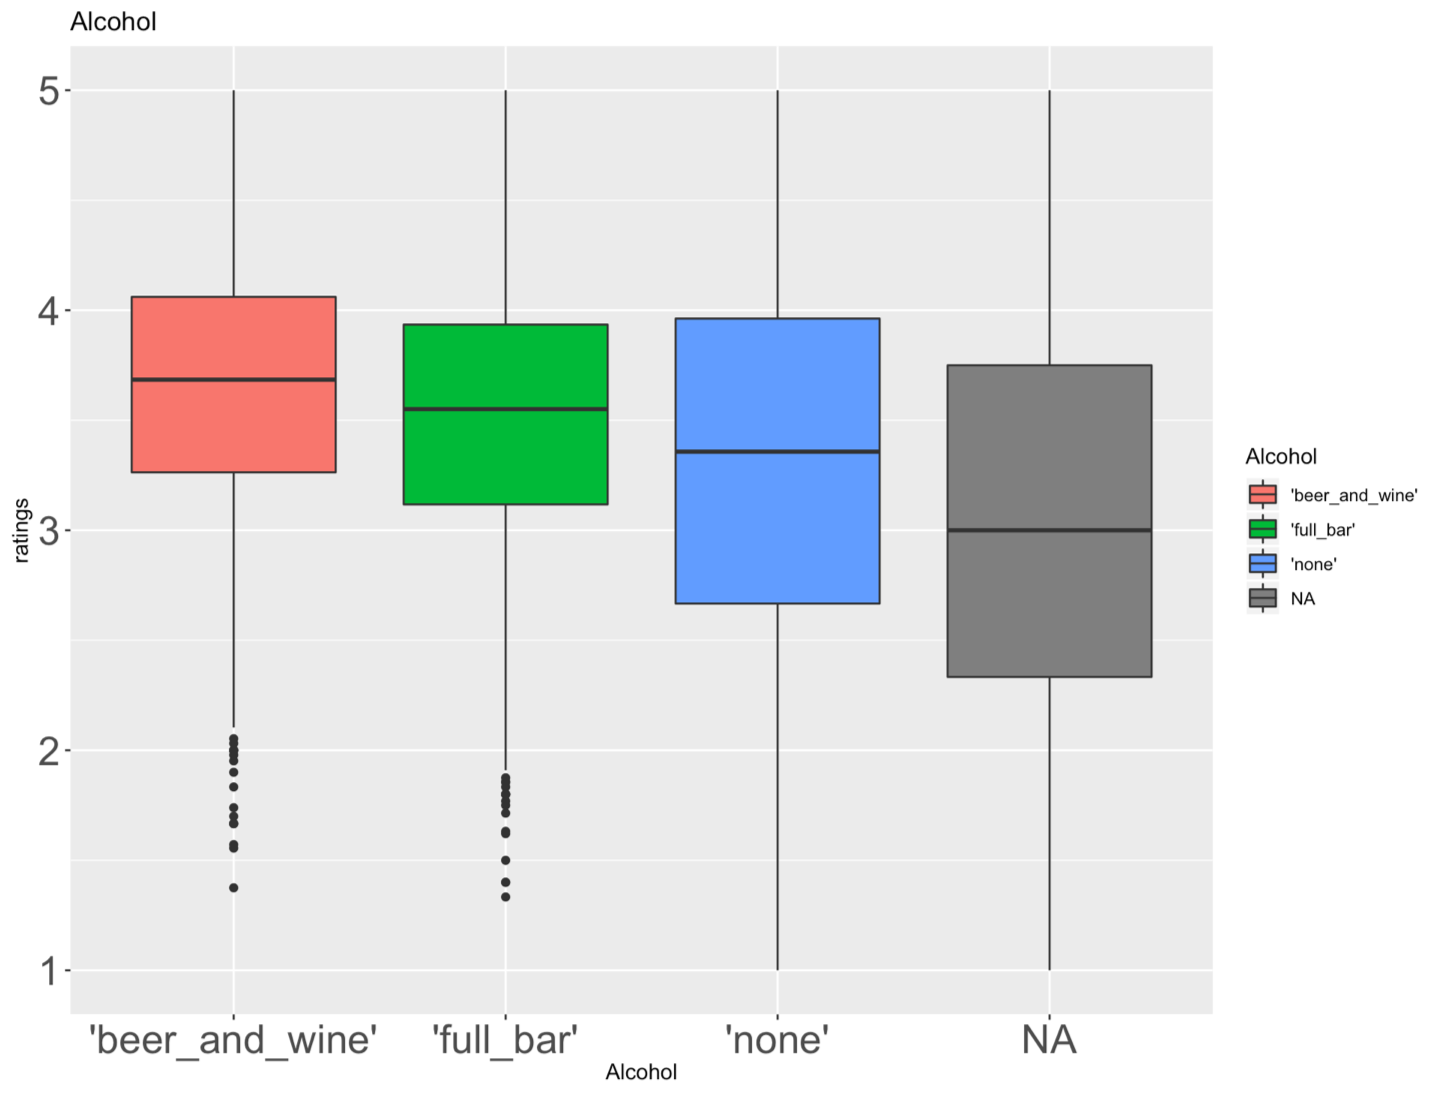 Alcohol
5
4
3
2
1
ratings
'beer_and_wine' 'full_bar' 'none' NA
Alcohol
Alcohol
'beer_and_wine'
'full_bar'
'none'
NA